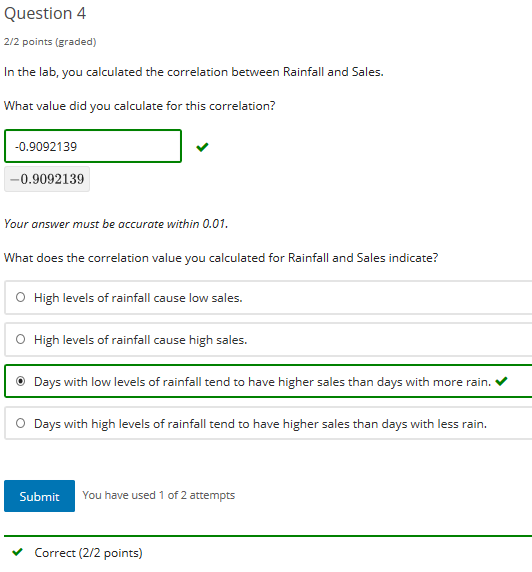 Question 4
2/2 points (graded)
In the lab, you calculated the correlation between Rainfall and Sales.
What value did you calculate for this correlation?
-0.9092139
−0.9092139
Your answer must be accurate within 0.01.
What does the correlation value you calculated for Rainfall and Sales indicate?
High levels of rainfall cause low sales.
High levels of rainfall cause high sales.
Days with low levels of rainfall tend to have higher sales than days with more rain.
Days with high levels of rainfall tend to have higher sales than days with less rain.
Submit You have used 1 of 2 attempts
Correct (2/2 points)